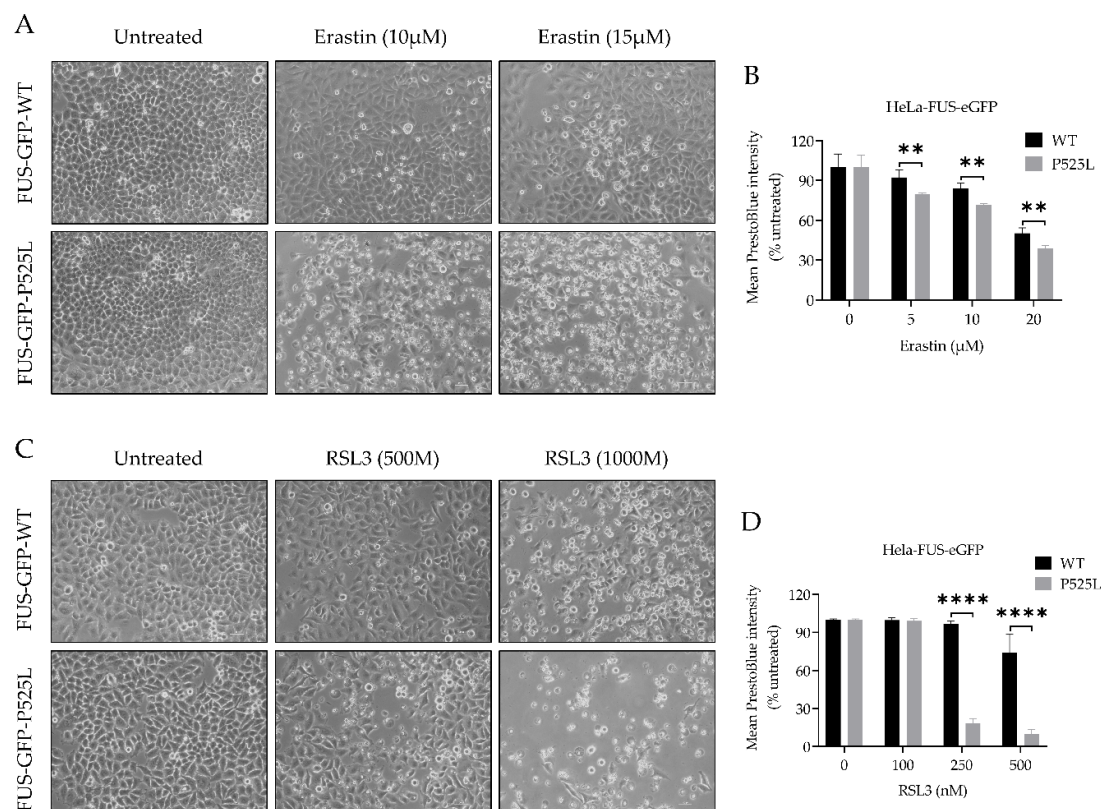 A
Untreated
Erastin (10μM)
Erastin (15μM)
FUS-GFP-WT
FUS-GFP-P525L
B
HeLa-FUS-eGFP
WT
P525L
Mean PrestoBlue intensity
(% untreated)
120
90
60
30
0
**
**
**
0 5 10 20
Erastin (μM)
C
Untreated
RSL3 (500M)
RSL3 (1000M)
FUS-GFP-WT
FUS-GFP-P525L
D
Hela-FUS-eGFP
WT
P525L
Mean PrestoBlue intensity
(% untreated)
120
90
60
30
0
****
****
0 100 250 500
RSL3 (nM)